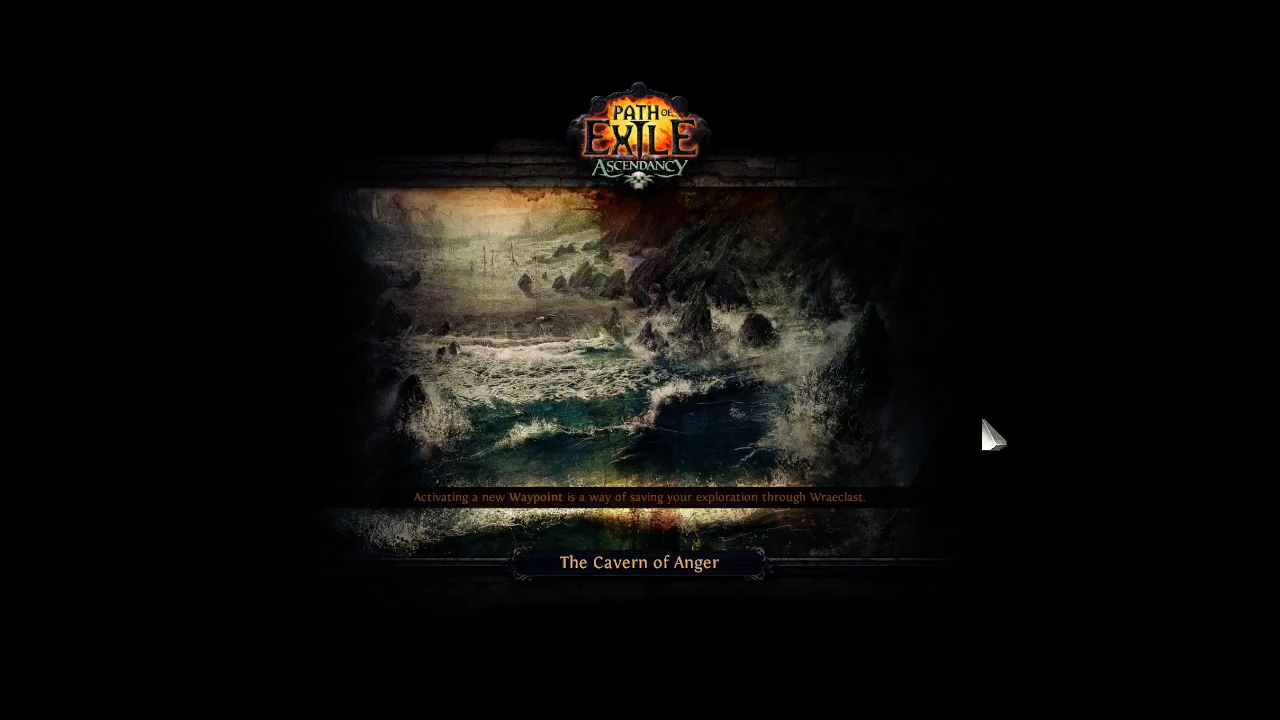 PATH OF
EXILE
ASCENDANCY
Activating a new Waypoint is a way of saving your exploration through Wraeclast.
The Cavern of Anger